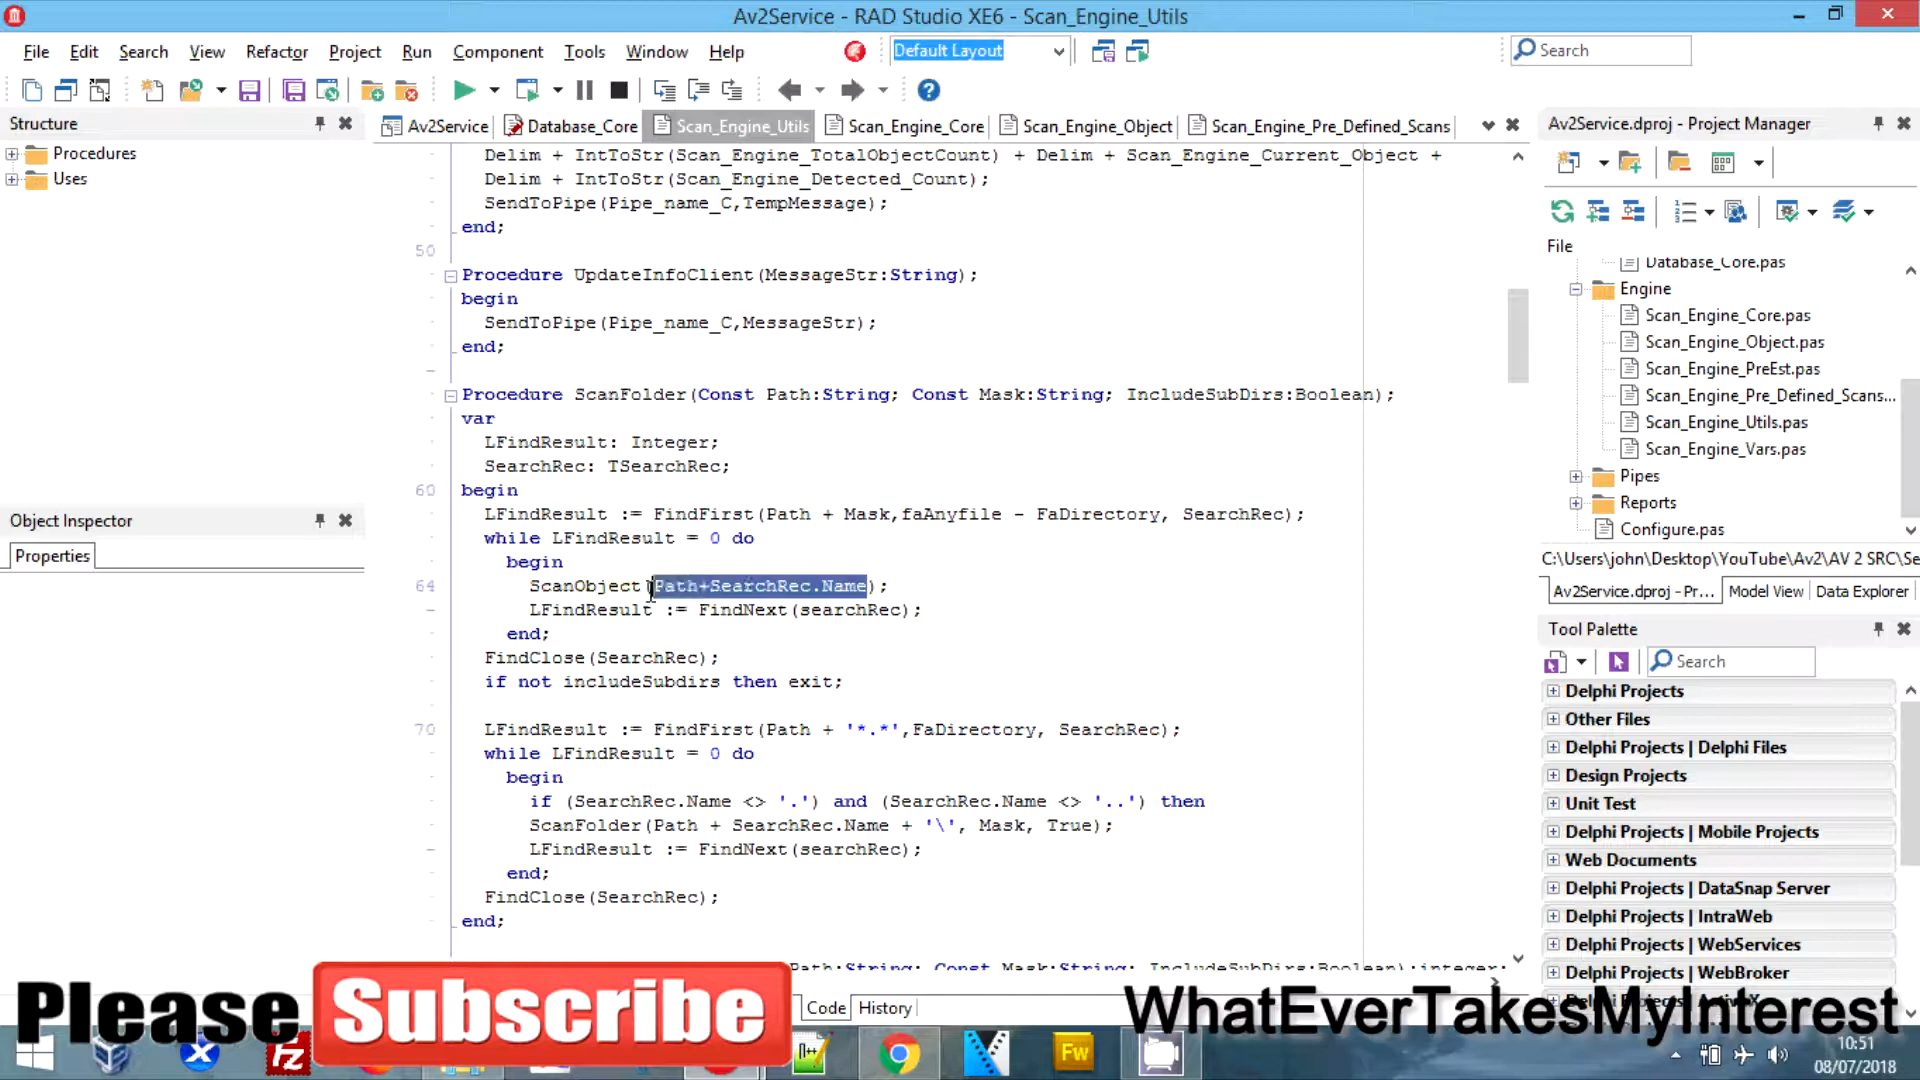 Av2Service - RAD Studio XE6 - Scan_Engine_Utils
File Edit Search View Refactor Project Run Component Tools Window Help
Default Layout
Search
Structure
Procedures
Uses
Av2Service Database_Core Scan_Engine_Utils Scan_Engine_Core Scan_Engine_Object Scan_Engine_Pre_Defined_Scans
Delim + IntToStr(Scan_Engine_TotalObjectCount) + Delim + Scan_Engine_Current_Object +
Delim + IntToStr(Scan_Engine_Detected_Count);
SendToPipe(Pipe_name_C,TempMessage);
end;
50
Procedure UpdateInfoClient(MessageStr:String);
begin
SendToPipe(Pipe_name_C,MessageStr);
end;
Procedure ScanFolder(Const Path:String; Const Mask:String; IncludeSubDirs:Boolean);
var
LFindResult: Integer;
SearchRec: TSearchRec;
60 begin
LFindResult := FindFirst(Path + Mask,faAnyfile - FaDirectory, SearchRec);
while LFindResult = 0 do
begin
64 ScanObject(Path+SearchRec.Name);
LFindResult := FindNext(searchRec);
end;
FindClose(SearchRec);
if not includeSubdirs then exit;
70 LFindResult := FindFirst(Path + '*.*',FaDirectory, SearchRec);
while LFindResult = 0 do
begin
if (SearchRec.Name <> '.') and (SearchRec.Name <> '..') then
ScanFolder(Path + SearchRec.Name + '\', Mask, True);
LFindResult := FindNext(searchRec);
end;
FindClose(SearchRec);
end;
Path:String; Const Mask:String; IncludeSubDirs:Boolean):integer;
Code History
Object Inspector
Properties
Av2Service.dproj - Project Manager
File
Database_Core.pas
Engine
Scan_Engine_Core.pas
Scan_Engine_Object.pas
Scan_Engine_PreEst.pas
Scan_Engine_Pre_Defined_Scans...
Scan_Engine_Utils.pas
Scan_Engine_Vars.pas
Pipes
Reports
Configure.pas
C:\Users\john\Desktop\YouTube\Av2\AV 2 SRC\Se
Av2Service.dproj - Pr... Model View Data Explorer
Tool Palette
Search
Delphi Projects
Other Files
Delphi Projects | Delphi Files
Design Projects
Unit Test
Delphi Projects | Mobile Projects
Web Documents
Delphi Projects | DataSnap Server
Delphi Projects | IntraWeb
Delphi Projects | WebServices
Delphi Projects | WebBroker
Please Subscribe
WhatEverTakesMyInterest
Fz
Fw
10:51
08/07/2018